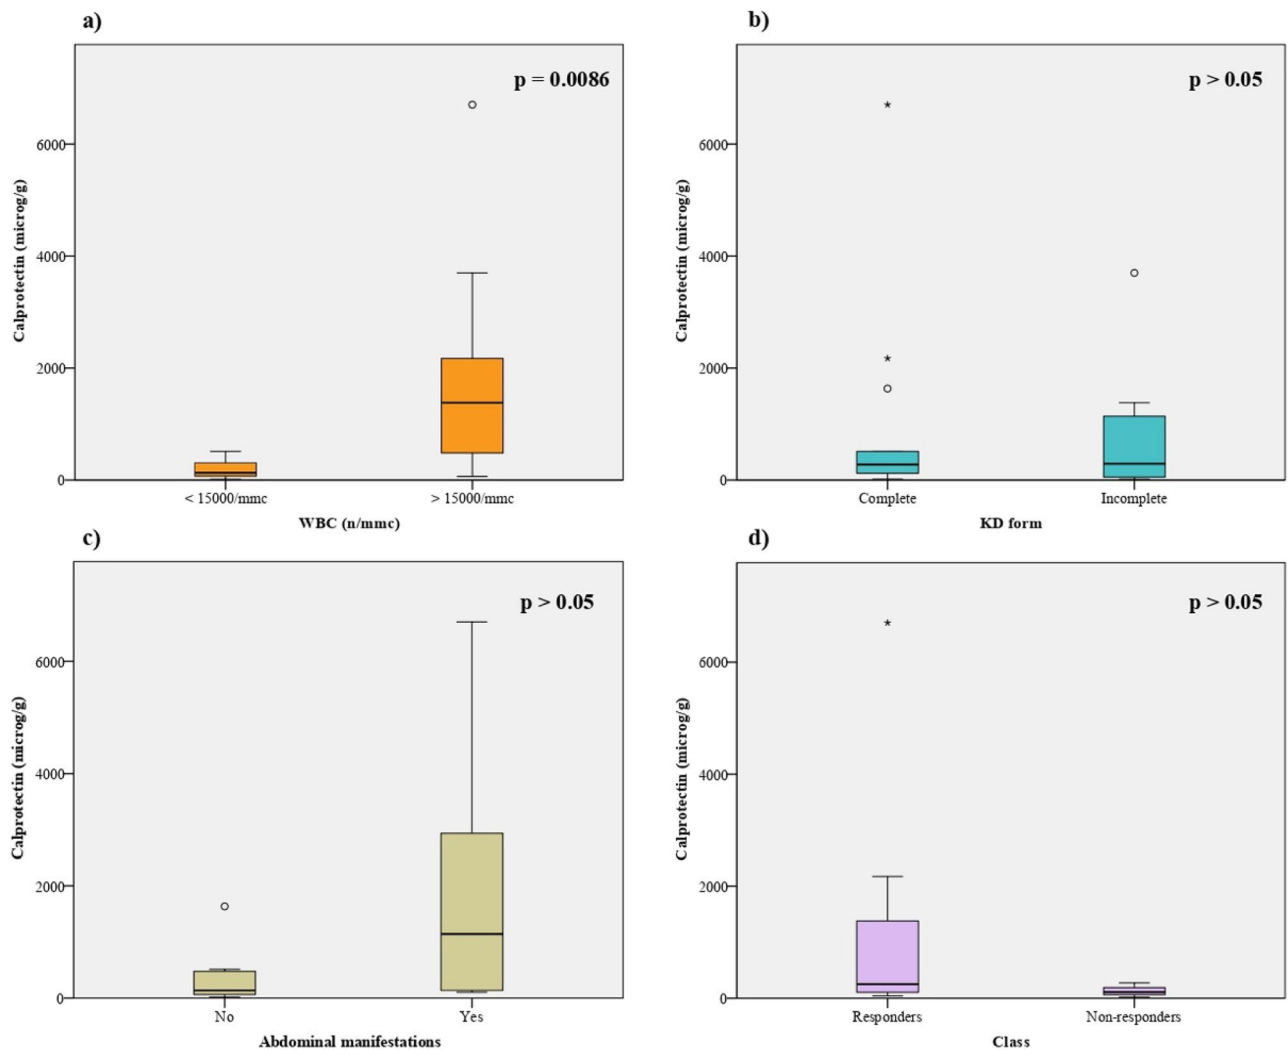 a)
p = 0.0086
Calprotectin (microg/g)
6000
4000
2000
0
< 15000/mmc
> 15000/mmc
WBC (n/mmc)
b)
p > 0.05
Calprotectin (microg/g)
6000
4000
2000
0
Complete
Incomplete
KD form
c)
p > 0.05
Calprotectin (microg/g)
6000
4000
2000
0
No
Yes
Abdominal manifestations
d)
p > 0.05
Calprotectin (microg/g)
6000
4000
2000
0
Responders
Non-responders
Class